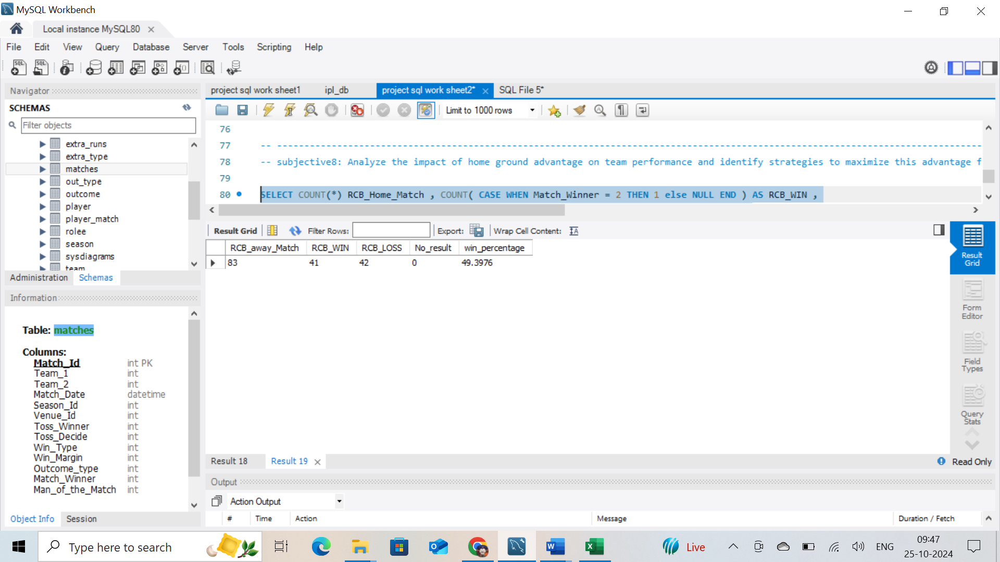 MySQL Workbench
Local instance MySQL80
File Edit View Query Database Server Tools Scripting Help
Navigator
SCHEMAS
Filter objects
extra_runs
extra_type
matches
out_type
outcome
player
player_match
rolee
season
sysdiagrams
team
Administration Schemas
Information
Table: matches
Columns:
Match_Id int PK
Team_1 int
Team_2 int
Match_Date datetime
Season_Id int
Venue_Id int
Toss_Winner int
Toss_Decide int
Win_Type int
Win_Margin int
Outcome_type int
Match_Winner int
Man_of_the_Match int
Object Info Session
project sql work sheet1 ipl_db project sql work sheet2* SQL File 5*
Limit to 1000 rows
76
77 -- --------------------------------------------------------------------------------
78 -- subjective8: Analyze the impact of home ground advantage on team performance and identify strategies to maximize this advantage f
79
80 SELECT COUNT(*) RCB_Home_Match , COUNT( CASE WHEN Match_Winner = 2 THEN 1 else NULL END ) AS RCB_WIN ,
Result Grid Filter Rows: Export: Wrap Cell Content:
RCB_away_Match RCB_WIN RCB_LOSS No_result win_percentage
83 41 42 0 49.3976
Result Grid
Form Editor
Field Types
Query Stats
Result 18 Result 19 Read Only
Output
Action Output
# Time Action Message Duration / Fetch
Type here to search
Live
ENG
09:47
25-10-2024